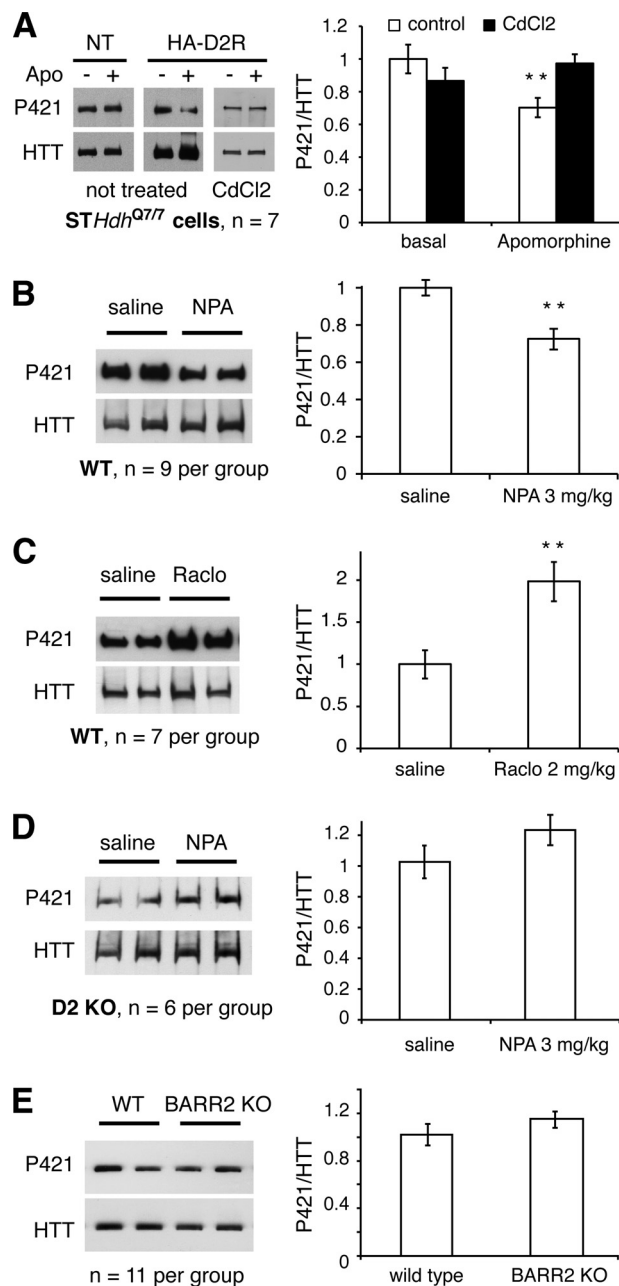 A
NT HA-D2R
Apo - + - + - +
P421
HTT
not treated CdCl2
STHdhQ7/7 cells, n = 7
control CdCl2
P421/HTT
1.2
1
0.8
0.6
0.4
0.2
0
**
basal Apomorphine
B
saline NPA
P421
HTT
WT, n = 9 per group
P421/HTT
1
0.8
0.6
0.4
0.2
0
**
saline NPA 3 mg/kg
C
saline Raclo
P421
HTT
WT, n = 7 per group
P421/HTT
2
1.5
1
0.5
0
**
saline Raclo 2 mg/kg
D
saline NPA
P421
HTT
D2 KO, n = 6 per group
P421/HTT
1.2
1
0.8
0.6
0.4
0.2
0
saline NPA 3 mg/kg
E
WT BARR2 KO
P421
HTT
n = 11 per group
P421/HTT
1.2
1
0.8
0.4
0.2
0
wild type BARR2 KO